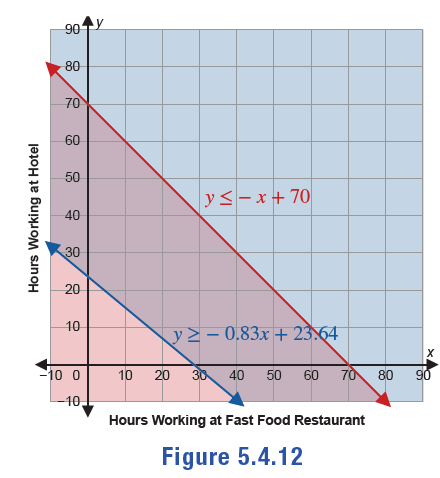 y
90
80
70
60
50
40
30
20
10
-10
Hours Working at Hotel
y ≤ − x + 70
y ≥ − 0.83x + 23.64
x
−10 0 10 20 30 40 50 60 70 80 90
Hours Working at Fast Food Restaurant
Figure 5.4.12